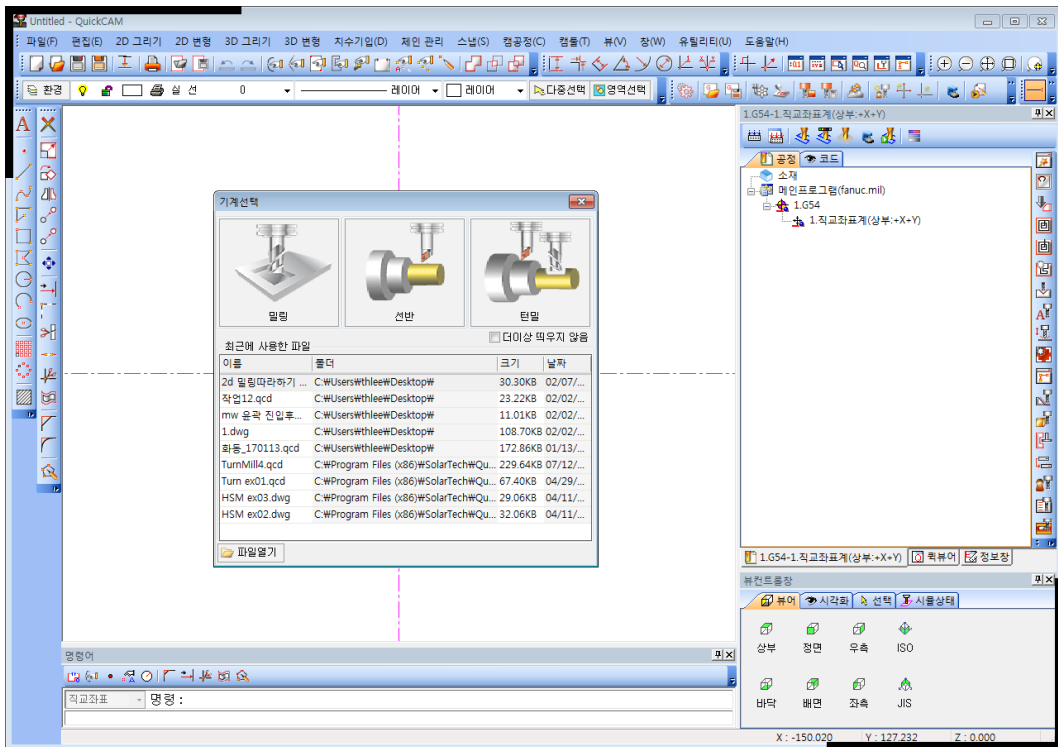 Untitled - QuickCAM
파일(F) 편집(E) 2D 그리기 2D 변형 3D 그리기 3D 변형 치수기입(D) 체인 관리 스냅(S) 캠공정(C) 캠툴(T) 뷰(V) 창(W) 유틸리티(U) 도움말(H)
환경 실 선 0 레이어 레이어 다중선택 영역선택
1.G54-1.직교좌표계(상부:+X+Y)
공정 코드
소재
메인프로그램(fanuc.mil)
1.G54
1.직교좌표계(상부:+X+Y)
기계선택
밀링 선반 턴밀
더이상 띄우지 않음
최근에 사용한 파일
이름 폴더 크기 날짜
2d 밀링따라하기 ... C:₩Users₩thlee₩Desktop₩ 30.30KB 02/07/...
작업12.qcd C:₩Users₩thlee₩Desktop₩ 23.22KB 02/02/...
mw 윤곽 진입후... C:₩Users₩thlee₩Desktop₩ 11.01KB 02/02/...
1.dwg C:₩Users₩thlee₩Desktop₩ 108.70KB 02/02/...
화동_170113.qcd C:₩Users₩thlee₩Desktop₩ 172.86KB 01/13/...
TurnMill4.qcd C:₩Program Files (x86)₩SolarTech₩Qu... 229.64KB 07/12/...
Turn ex01.qcd C:₩Program Files (x86)₩SolarTech₩Qu... 67.40KB 04/29/...
HSM ex03.dwg C:₩Program Files (x86)₩SolarTech₩Qu... 29.06KB 04/11/...
HSM ex02.dwg C:₩Program Files (x86)₩SolarTech₩Qu... 32.06KB 04/11/...
파일열기
1.G54-1.직교좌표계(상부:+X+Y) 퀵뷰어 정보창
뷰컨트롤창
뷰어 시각화 선택 시뮬상태
상부 정면 우측 ISO
바닥 배면 좌측 JIS
명령어
직교좌표 명령 :
X : -150.020 Y : 127.232 Z : 0.000